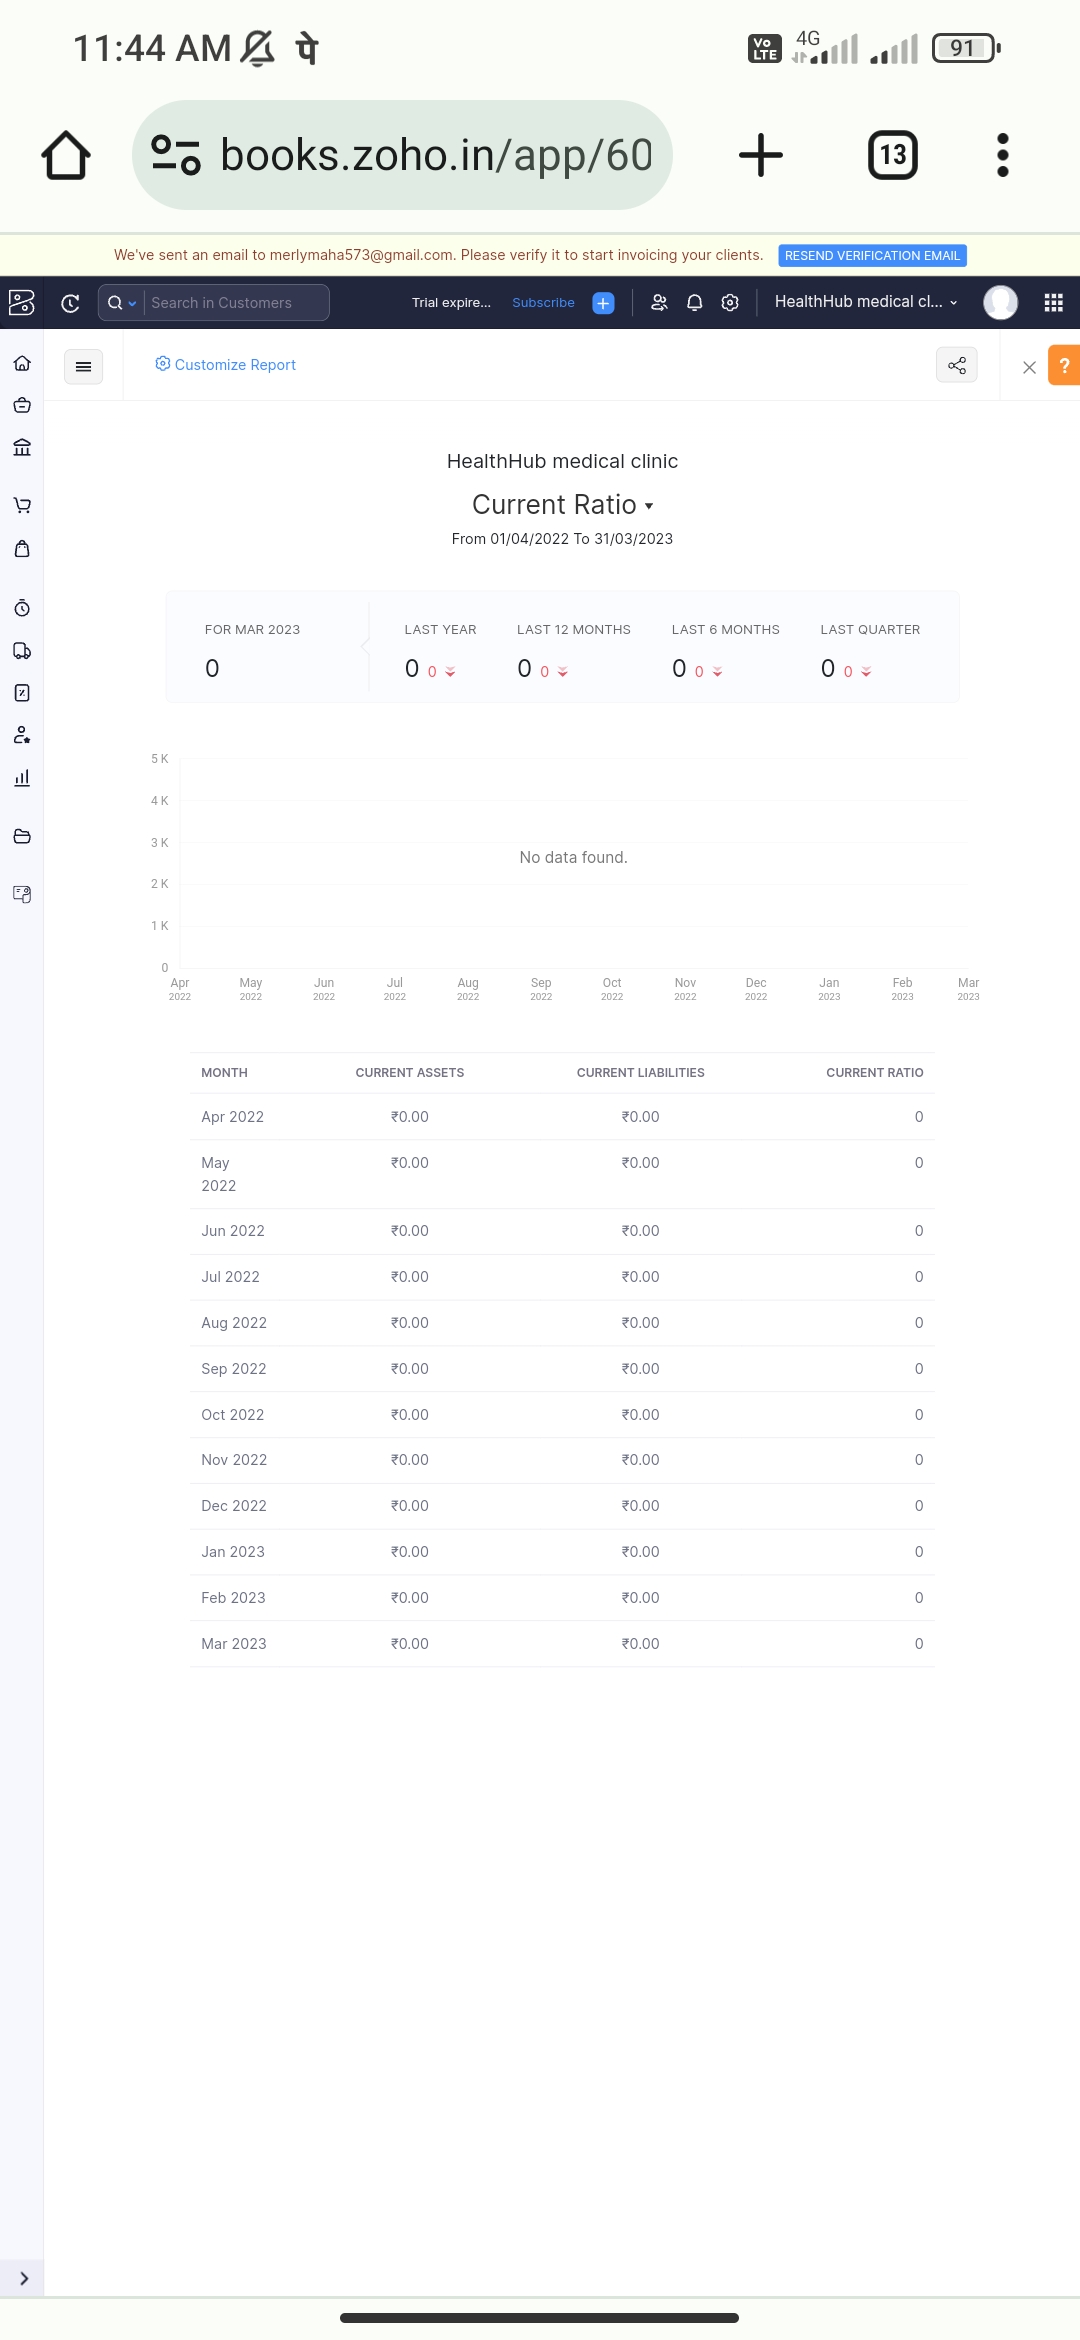 11:44 AM पे Vo LTE 4G 91
books.zoho.in/app/60 13
We've sent an email to merlymaha573@gmail.com. Please verify it to start invoicing your clients. RESEND VERIFICATION EMAIL
Search in Customers Trial expire... Subscribe HealthHub medical cl...
Customize Report ?
HealthHub medical clinic
Current Ratio
From 01/04/2022 To 31/03/2023
FOR MAR 2023 LAST YEAR LAST 12 MONTHS LAST 6 MONTHS LAST QUARTER
0 0 0 0 0 0 0 0 0
5 K
4 K
3 K
No data found.
2 K
1 K
0
Apr May Jun Jul Aug Sep Oct Nov Dec Jan Feb Mar
2022 2022 2022 2022 2022 2022 2022 2022 2022 2023 2023 2023
MONTH CURRENT ASSETS CURRENT LIABILITIES CURRENT RATIO
Apr 2022 ₹0.00 ₹0.00 0
May ₹0.00 ₹0.00 0
2022
Jun 2022 ₹0.00 ₹0.00 0
Jul 2022 ₹0.00 ₹0.00 0
Aug 2022 ₹0.00 ₹0.00 0
Sep 2022 ₹0.00 ₹0.00 0
Oct 2022 ₹0.00 ₹0.00 0
Nov 2022 ₹0.00 ₹0.00 0
Dec 2022 ₹0.00 ₹0.00 0
Jan 2023 ₹0.00 ₹0.00 0
Feb 2023 ₹0.00 ₹0.00 0
Mar 2023 ₹0.00 ₹0.00 0